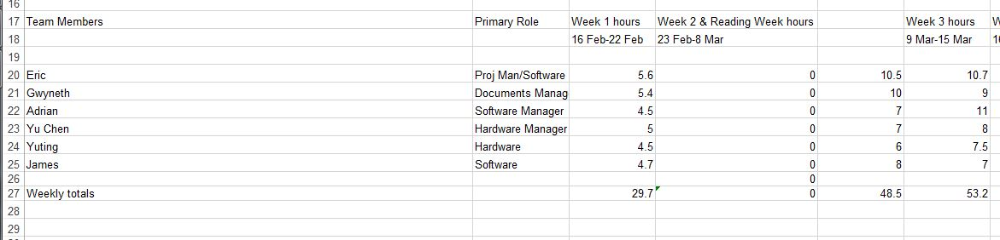 16
17 Team Members Primary Role Week 1 hours Week 2 & Reading Week hours Week 3 hours W
18 16 Feb-22 Feb 23 Feb-8 Mar 9 Mar-15 Mar
19
20 Eric Proj Man/Software 5.6 0 10.5 10.7
21 Gwyneth Documents Manag 5.4 0 10 9
22 Adrian Software Manager 4.5 0 7 11
23 Yu Chen Hardware Manager 5 0 7 8
24 Yuting Hardware 4.5 0 6 7.5
25 James Software 4.7 0 8 7
26 0
27 Weekly totals 29.7 0 48.5 53.2
28
29